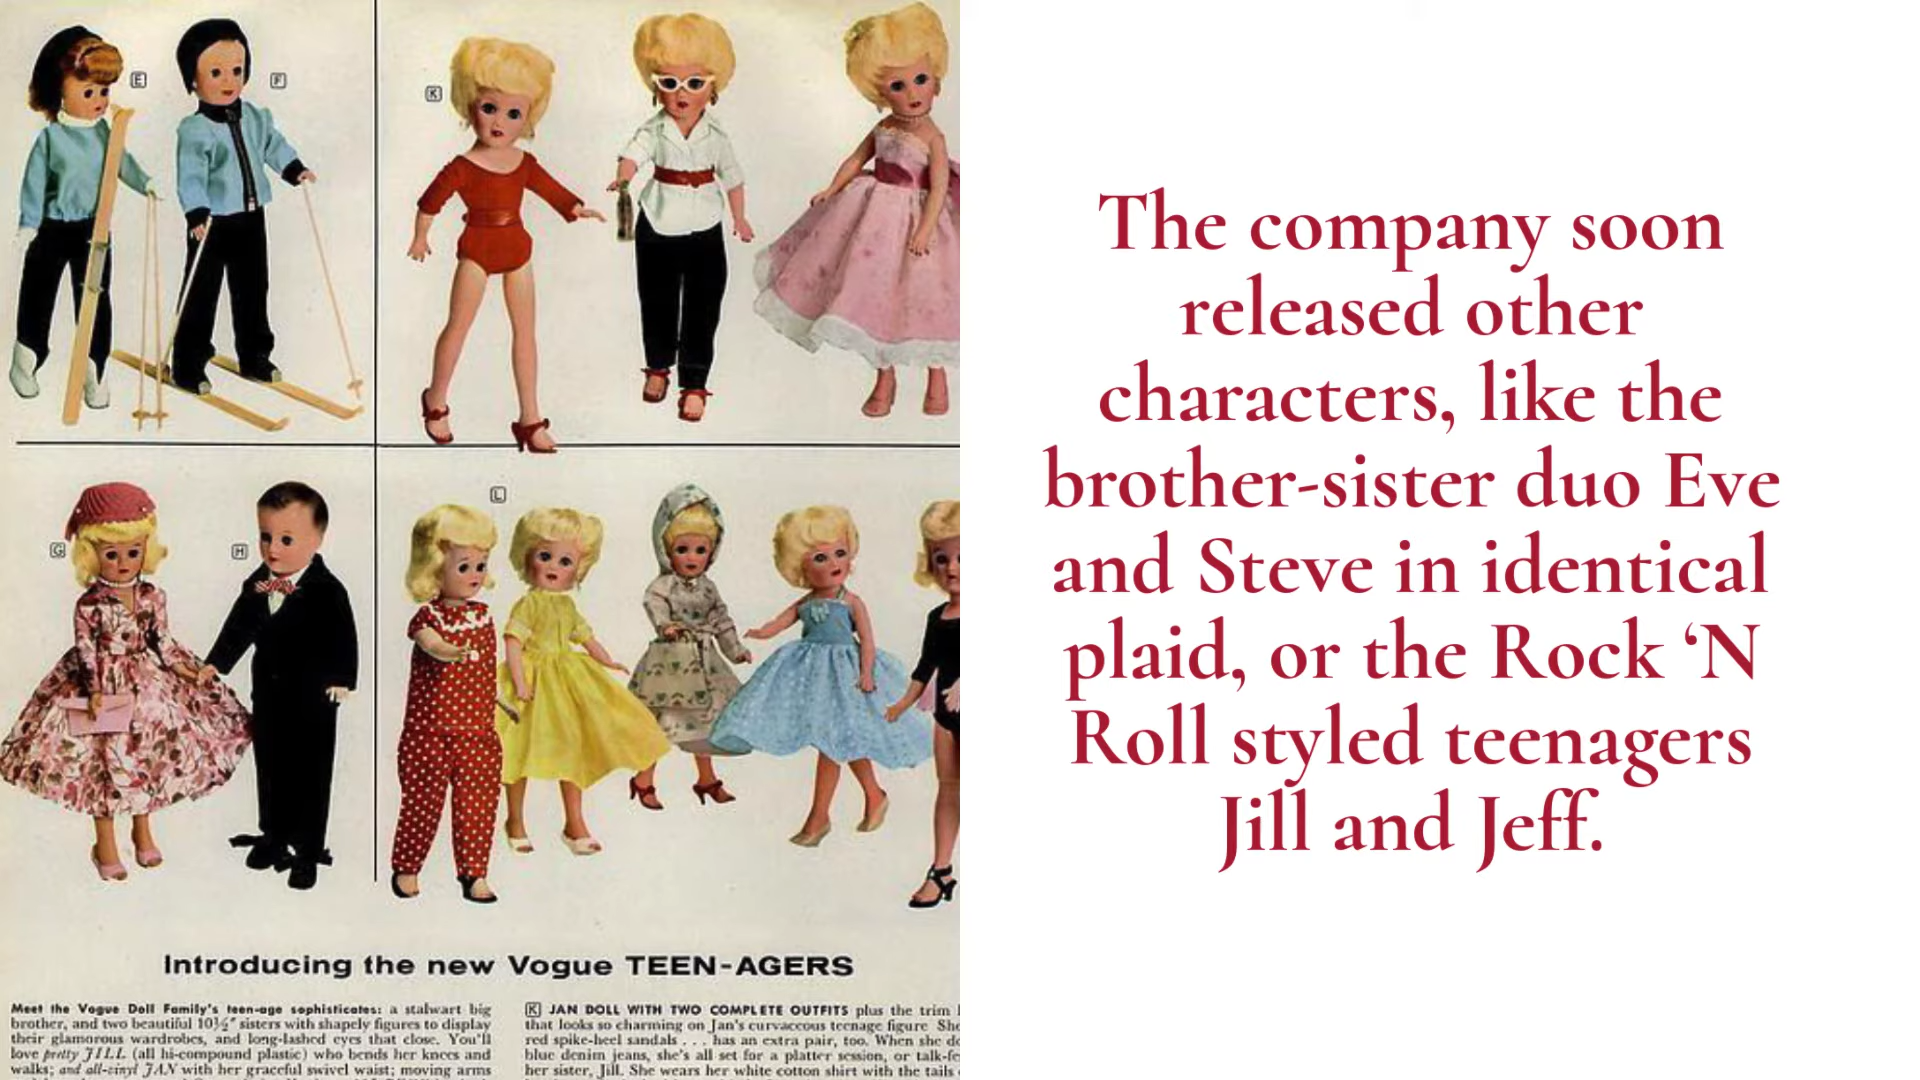 E
F
K
G
H
L
Introducing the new Vogue TEEN-AGERS
Meet the Vogue Doll Family's teen-age sophisticates: a stalwart big
brother, and two beautiful 10½" sisters with shapely figures to display
their glamorous wardrobes, and long-lashed eyes that close. You'll
love pretty JILL (all hi-compound plastic) who bends her knees and
walks; and all-vinyl JAN with her graceful swivel waist; moving arms
K JAN DOLL WITH TWO COMPLETE OUTFITS plus the trim
that looks so charming on Jan's curvaceous teenage figure She
red spike-heel sandals . . . has an extra pair, too. When she
blue denim jeans, she's all set for a platter session, or
her sister, Jill. She wears her white cotton shirt with the tails
The company soon
released other
characters, like the
brother-sister duo Eve
and Steve in identical
plaid, or the Rock ‘N
Roll styled teenagers
Jill and Jeff.